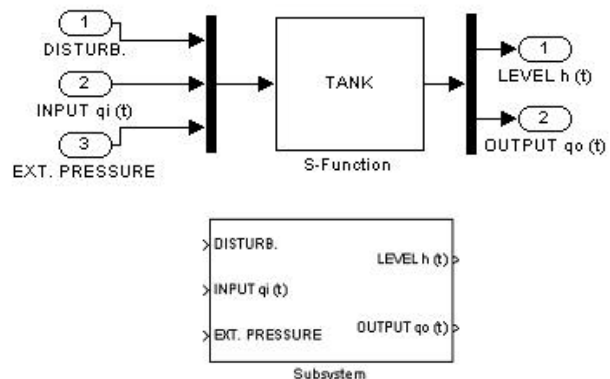 1
DISTURB.
2
INPUT qi (t)
3
EXT. PRESSURE
TANK
S-Function
1
LEVEL h (t)
2
OUTPUT qo (t)
DISTURB.
INPUT qi (t)
EXT. PRESSURE
LEVEL h (t)
OUTPUT qo (t)
Subsystem